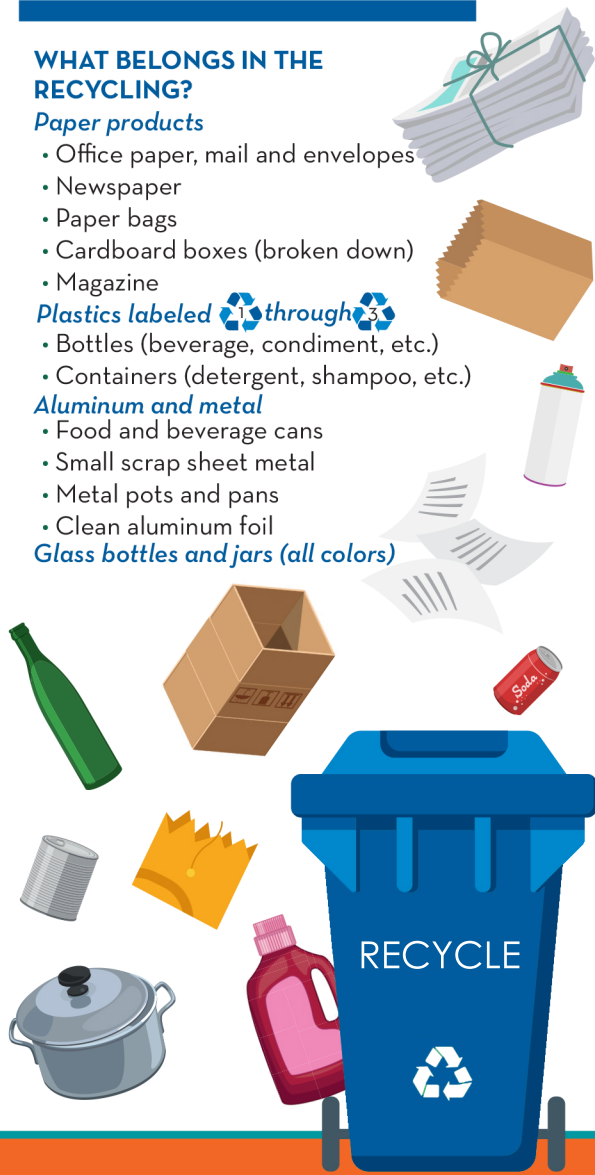 WHAT BELONGS IN THE
RECYCLING?
Paper products
• Office paper, mail and envelopes
• Newspaper
• Paper bags
• Cardboard boxes (broken down)
• Magazine
Plastics labeled 1 through 3
• Bottles (beverage, condiment, etc.)
• Containers (detergent, shampoo, etc.)
Aluminum and metal
• Food and beverage cans
• Small scrap sheet metal
• Metal pots and pans
• Clean aluminum foil
Glass bottles and jars (all colors)
Soda
RECYCLE